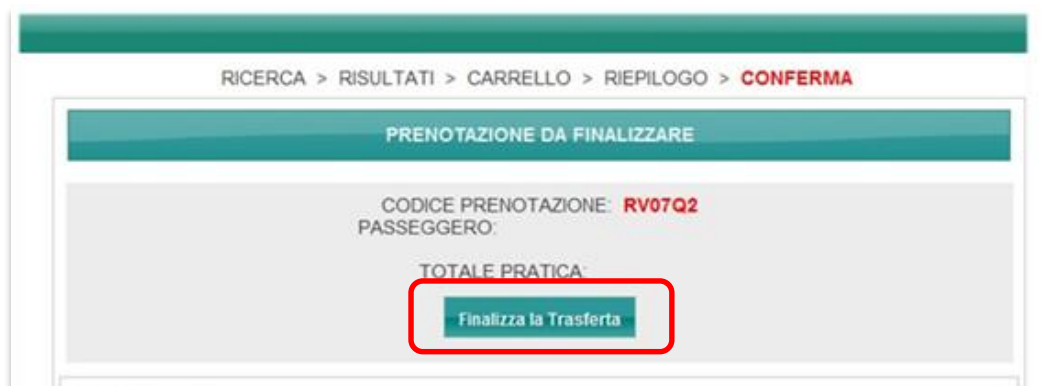 RICERCA > RISULTATI > CARRELLO > RIEPILOGO > CONFERMA
PRENOTAZIONE DA FINALIZZARE
CODICE PRENOTAZIONE: RV07Q2
PASSEGGERO:
TOTALE PRATICA:
Finalizza la Trasferta